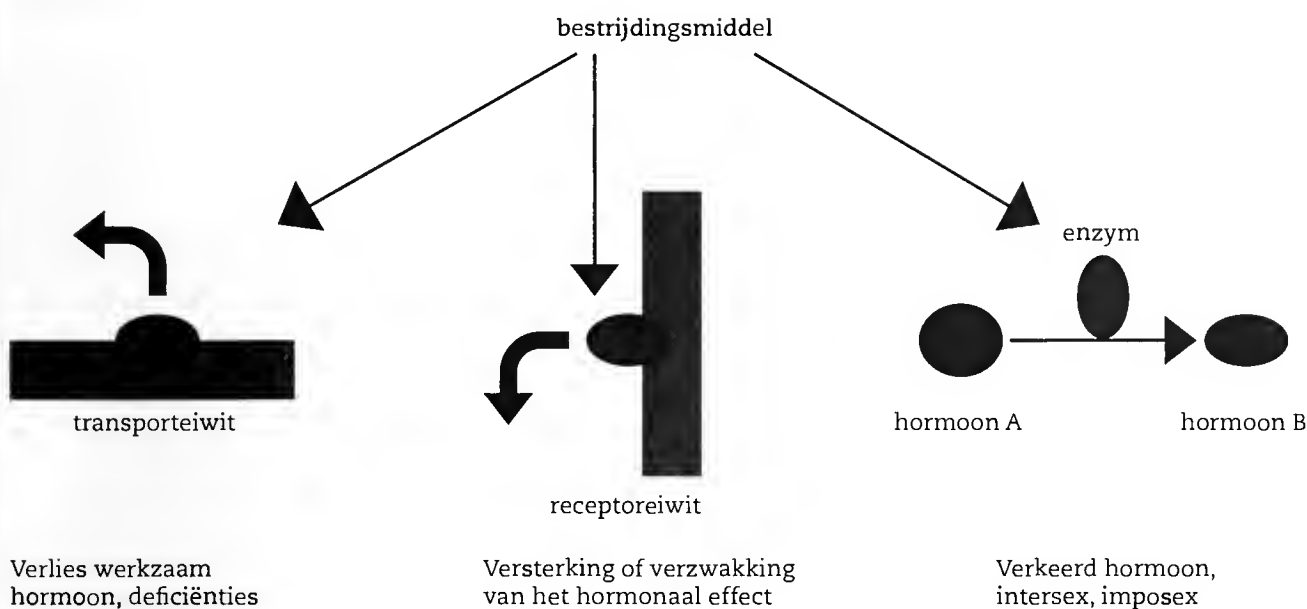 bestrijdingsmiddel
enzym
transporteiwit
hormoon A
hormoon B
receptoreiwit
Verlies werkzaam
hormoon, deficiënties
Versterking of verzwakking
van het hormonaal effect
Verkeerd hormoon,
intersex, imposex